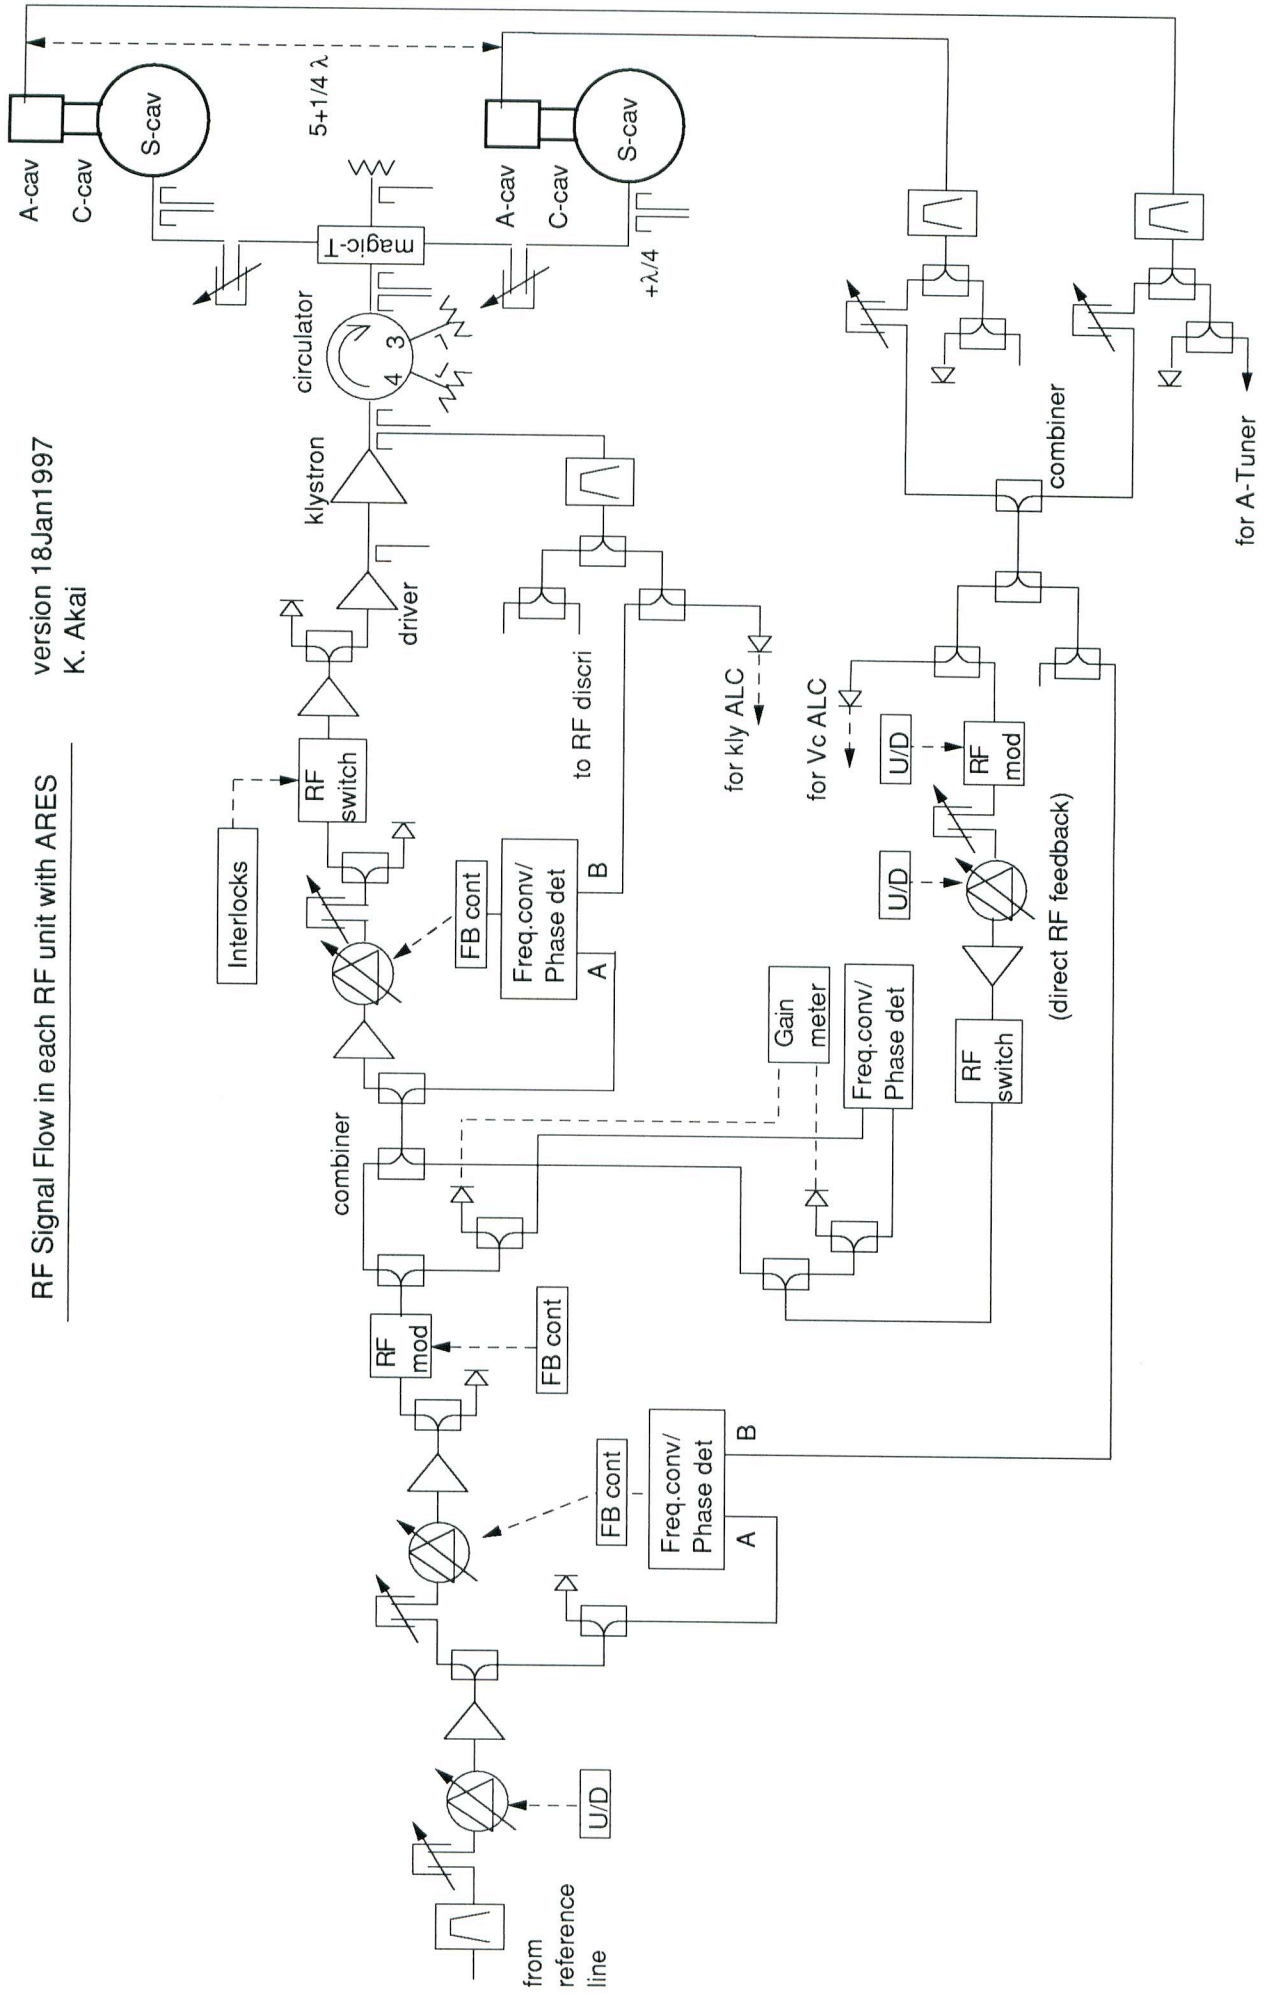 RF Signal Flow in each RF unit with ARES
version 18Jan1997
K. Akai
from
reference
line
U/D
FB cont
Freq.conv/
Phase det
A
B
RF
mod
FB cont
combiner
Interlocks
RF
switch
FB cont
Freq.conv/
Phase det
A
B
driver
klystron
circulator
4
3
magic-T
5+1/4 λ
+λ/4
A-cav
C-cav
S-cav
A-cav
C-cav
S-cav
to RF discri
for kly ALC
for Vc ALC
Gain
meter
Freq.conv/
Phase det
RF
switch
U/D
U/D
RF
mod
(direct RF feedback)
combiner
for A-Tuner